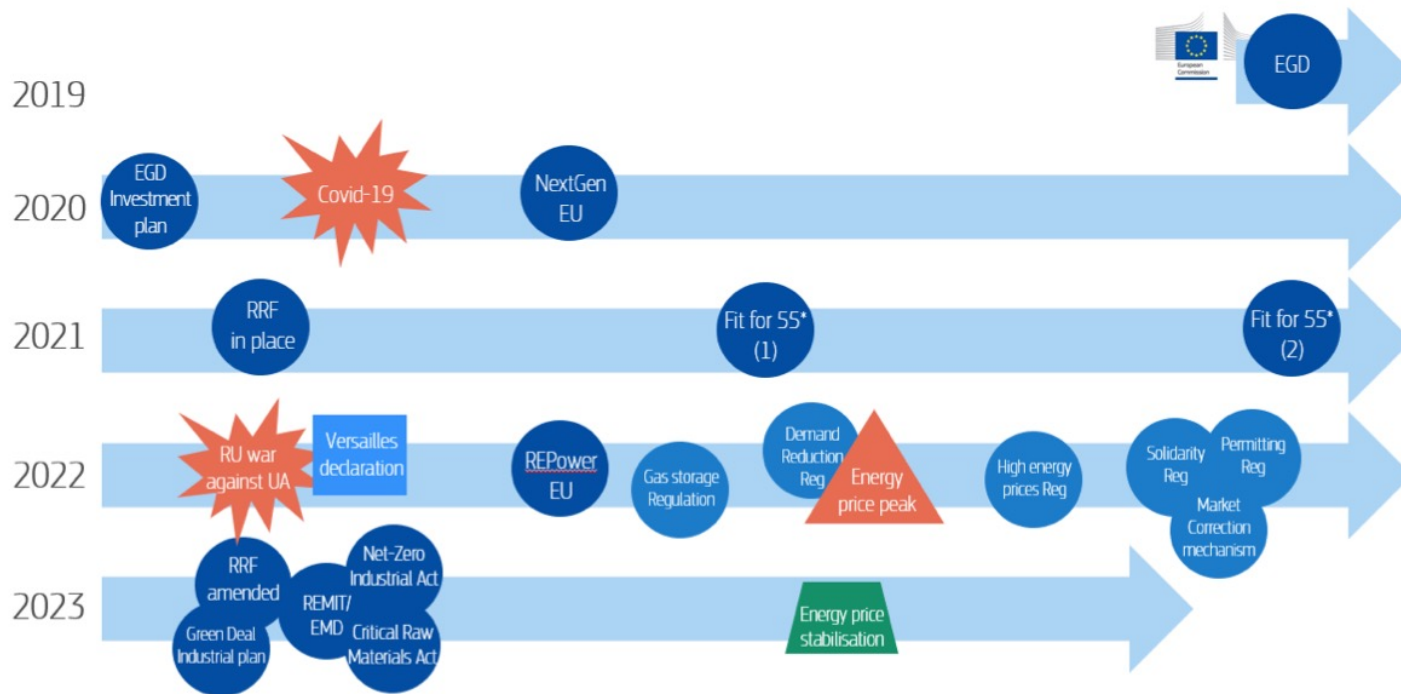 2019
European
Commission
EGD
2020
EGD
Investment
plan
Covid-19
NextGen
EU
2021
RRF
in place
Fit for 55*
(1)
Fit for 55*
(2)
2022
RU war
against UA
Versailles
declaration
REPower
EU
Gas storage
Regulation
Demand
Reduction
Reg
Energy
price peak
High energy
prices Reg
Solidarity
Reg
Permitting
Reg
Market
Correction
mechanism
2023
RRF
amended
Green Deal
Industrial plan
REMIT/
EMD
Net-Zero
Industrial Act
Critical Raw
Materials Act
Energy price
stabilisation